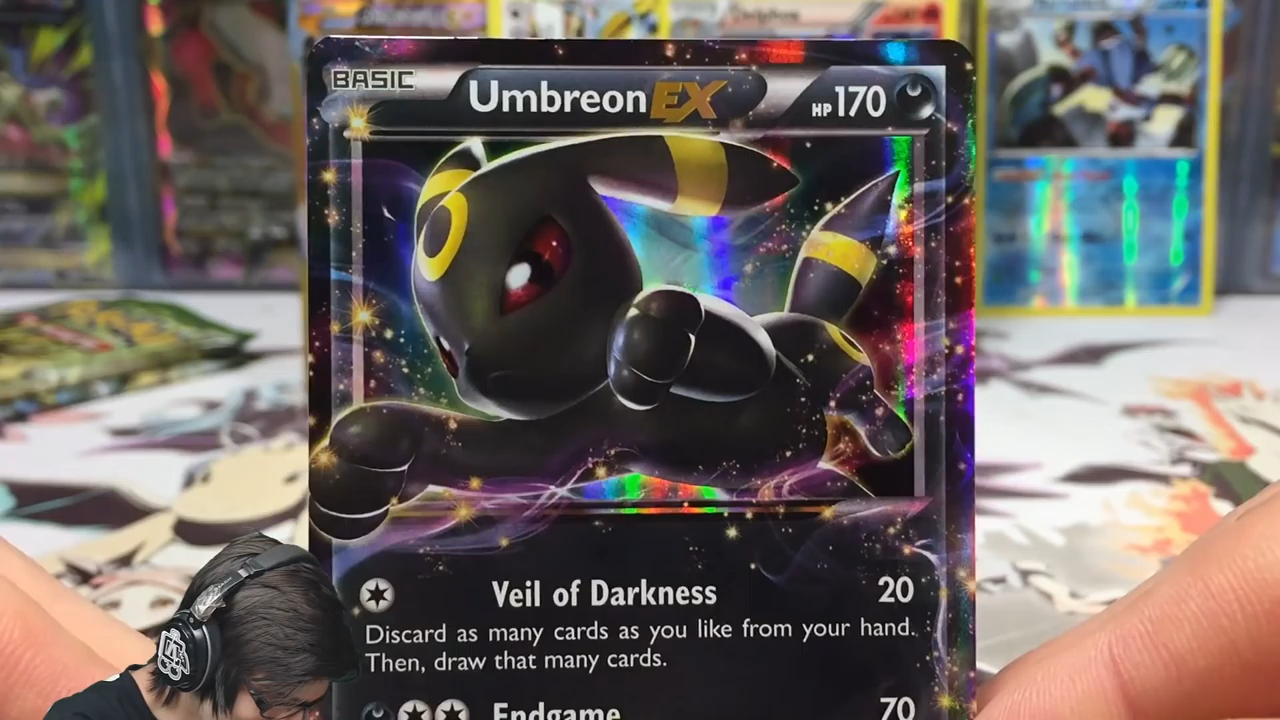 BASIC
Umbreon EX
HP 170
Veil of Darkness 20
Discard as many cards as you like from your hand.
Then, draw that many cards.
Endgame 70